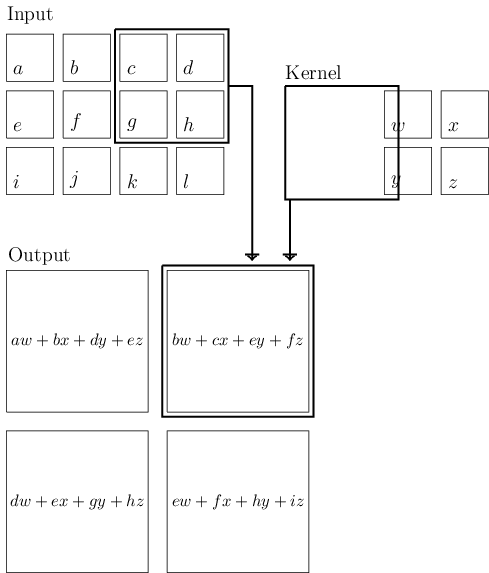 Input
a b c d
Kernel
e f g h w x
i j k l y z
Output
aw + bx + dy + ez bw + cx + ey + fz
dw + ex + gy + hz ew + fx + hy + iz